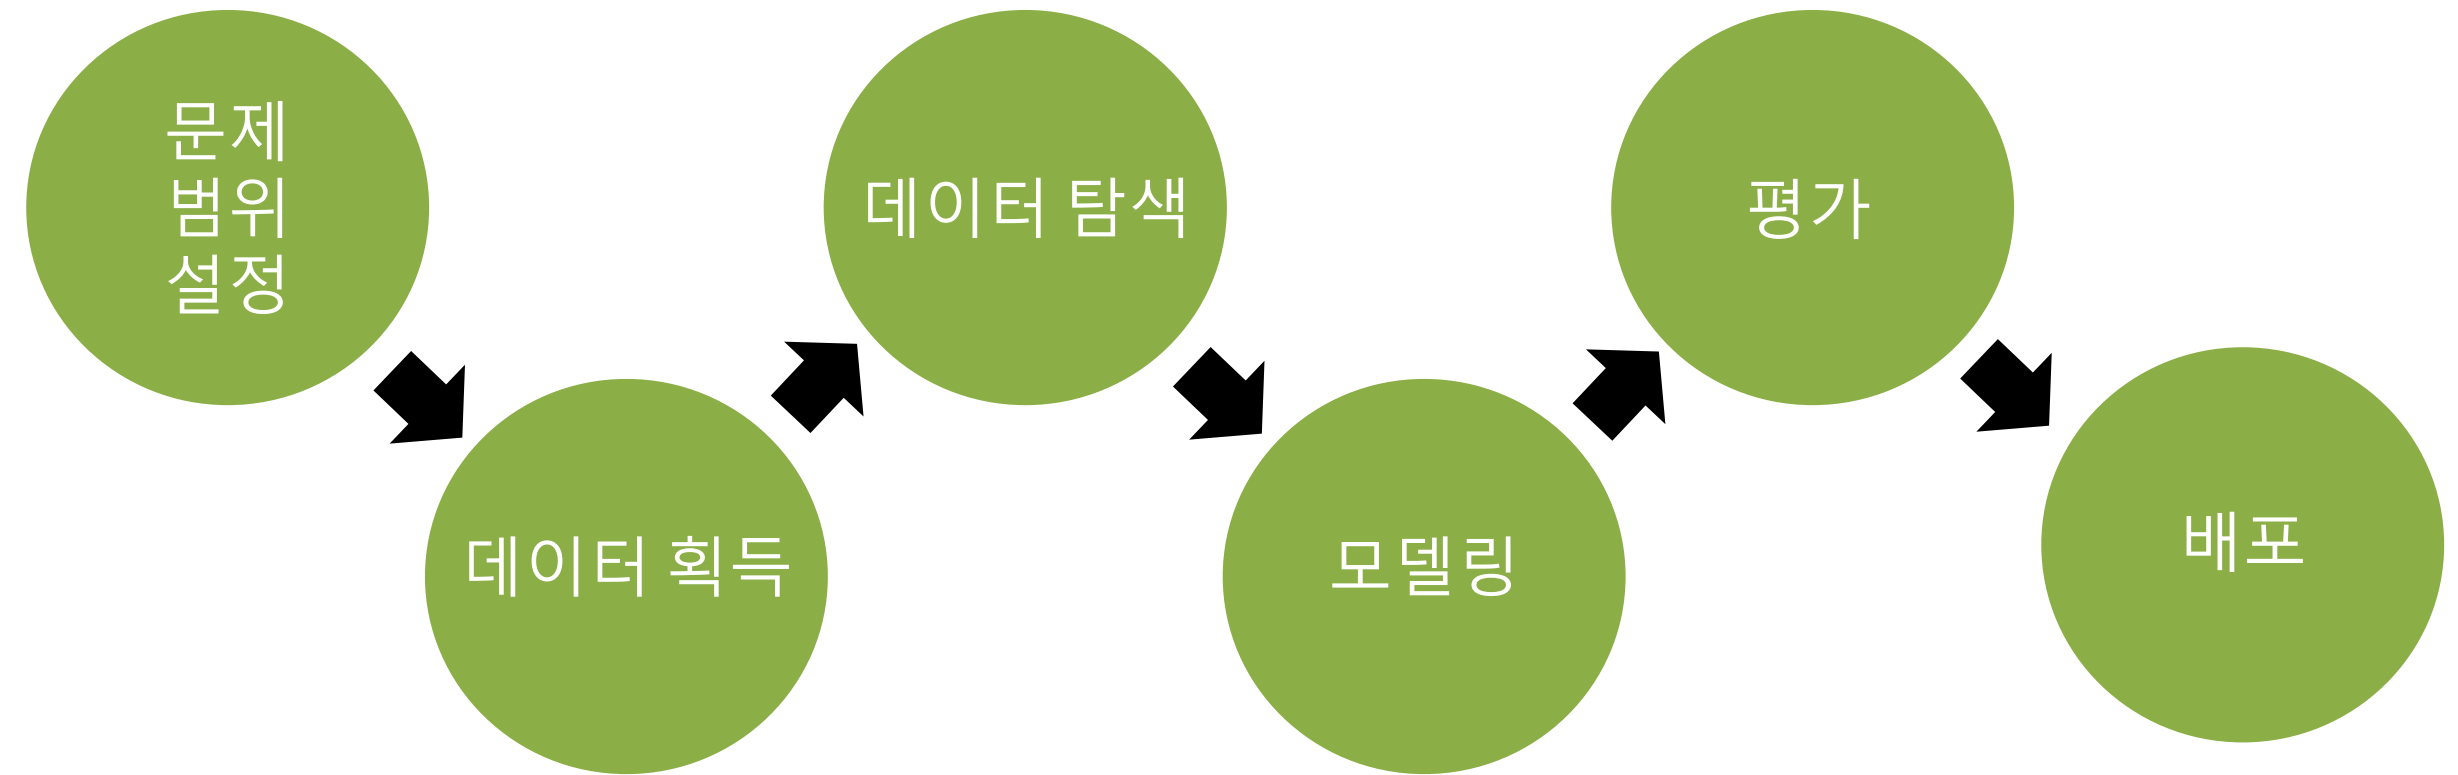 문제
범위
설정
데이터 획득
데이터 탐색
모델링
평가
배포